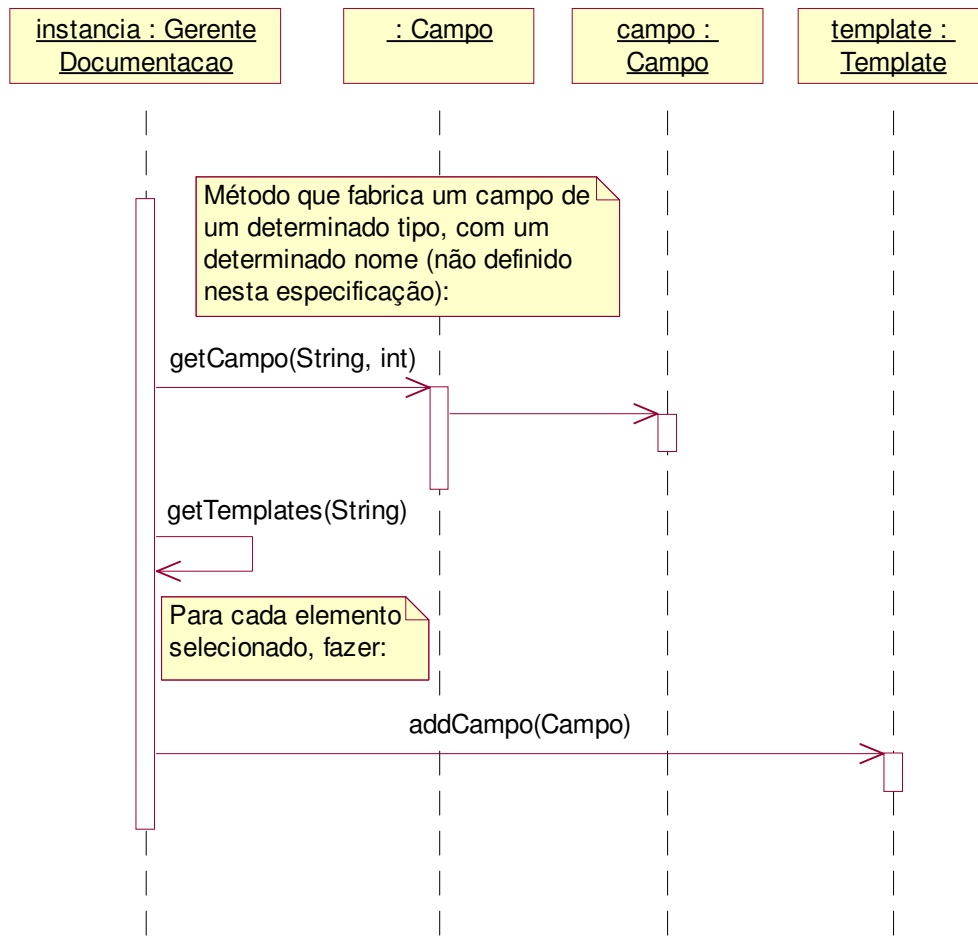 instancia : Gerente
Documentacao
: Campo
campo :
Campo
template :
Template
Método que fabrica um campo de
um determinado tipo, com um
determinado nome (não definido
nesta especificação):
getCampo(String, int)
getTemplates(String)
Para cada elemento
selecionado, fazer:
addCampo(Campo)